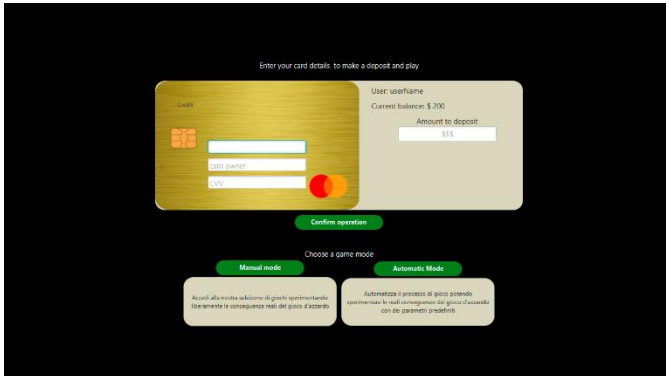 Enter your card details to make a deposit and play
Credit
card owner
CVV
User: userName
Current balance: $ 200
Amount to deposit
$$$
Confirm operation
Choose a game mode
Manual mode
Accedi alla nostra selezione di giochi sperimentando
liberamente le conseguenze reali del gioco d'azzardo
Automatic Mode
Automatizza il processo di gioco potendo
sperimentare le reali conseguenze del gioco d'azzardo
con dei parametri predefiniti